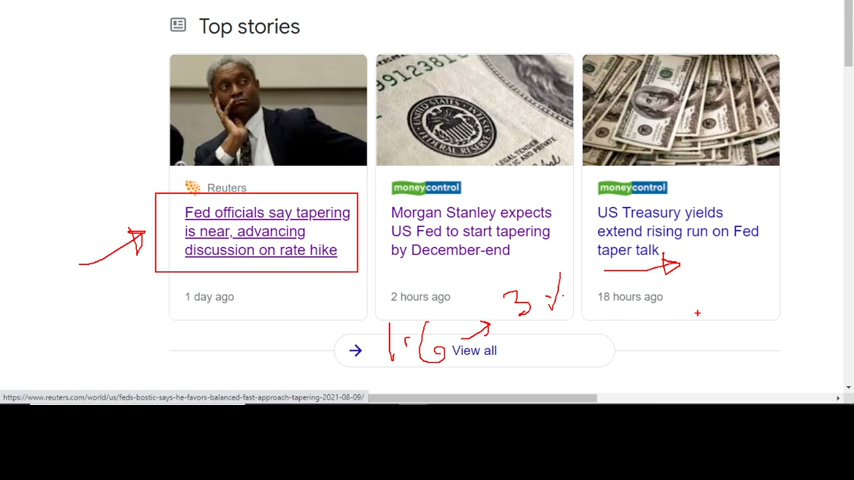 Top stories
Reuters
Fed officials say tapering
is near, advancing
discussion on rate hike
1 day ago
moneycontrol
Morgan Stanley expects
US Fed to start tapering
by December-end
2 hours ago
moneycontrol
US Treasury yields
extend rising run on Fed
taper talk
18 hours ago
3 %
1.6
View all
https://www.reuters.com/world/us/feds-bostic-says-he-favors-balanced-fast-approach-tapering-2021-08-09/